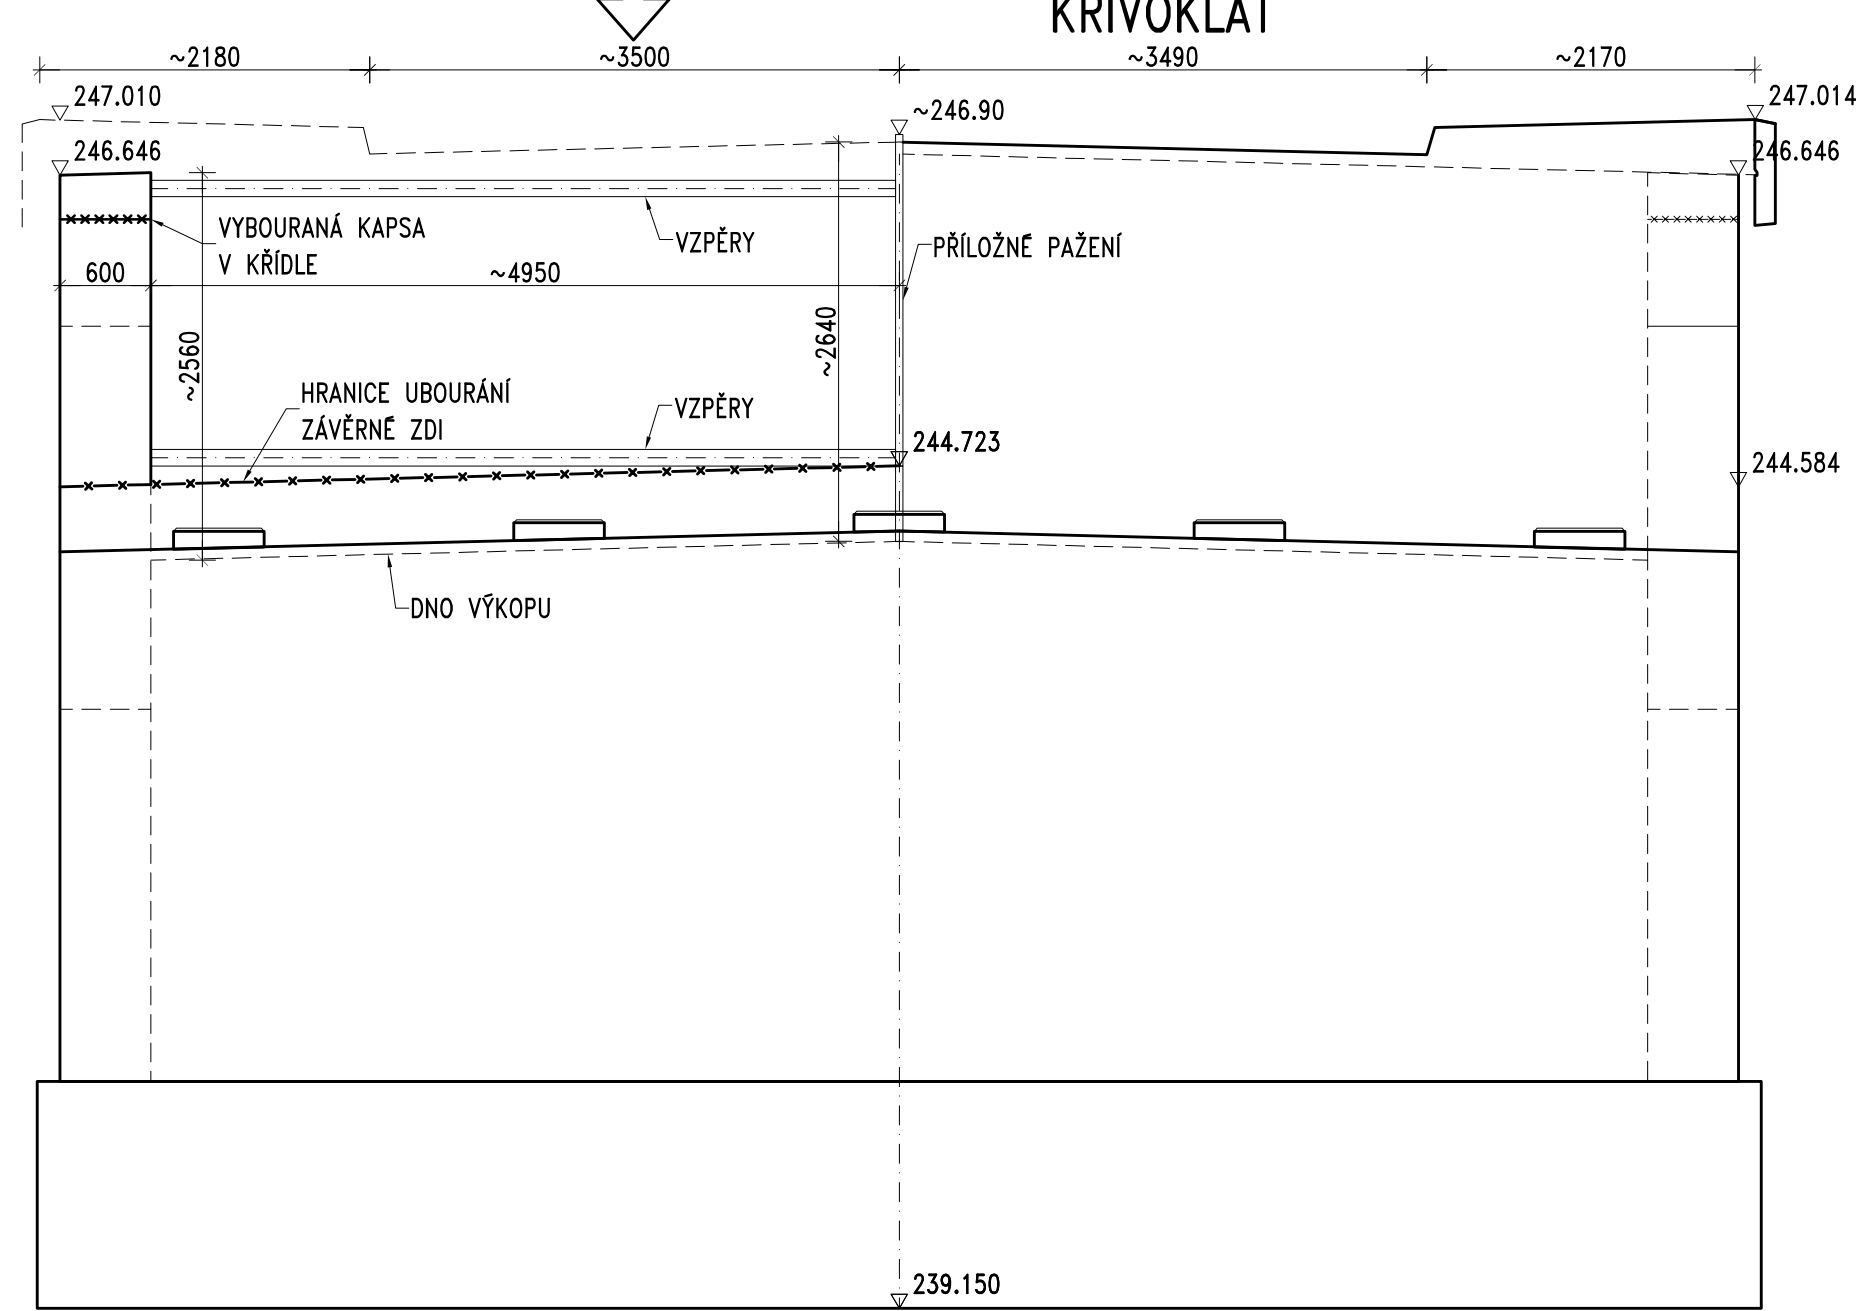 KŘIVOKLÁT
~2180
~3500
~3490
~2170
247.010
~246.90
247.014
246.646
246.646
VYBOURANÁ KAPSA
V KŘÍDLE
VZPĚRY
PŘÍLOŽNÉ PAŽENÍ
600
~4950
~2560
~2640
HRANICE UBOURÁNÍ
ZÁVĚRNÉ ZDI
VZPĚRY
244.723
244.584
DNO VÝKOPU
239.150